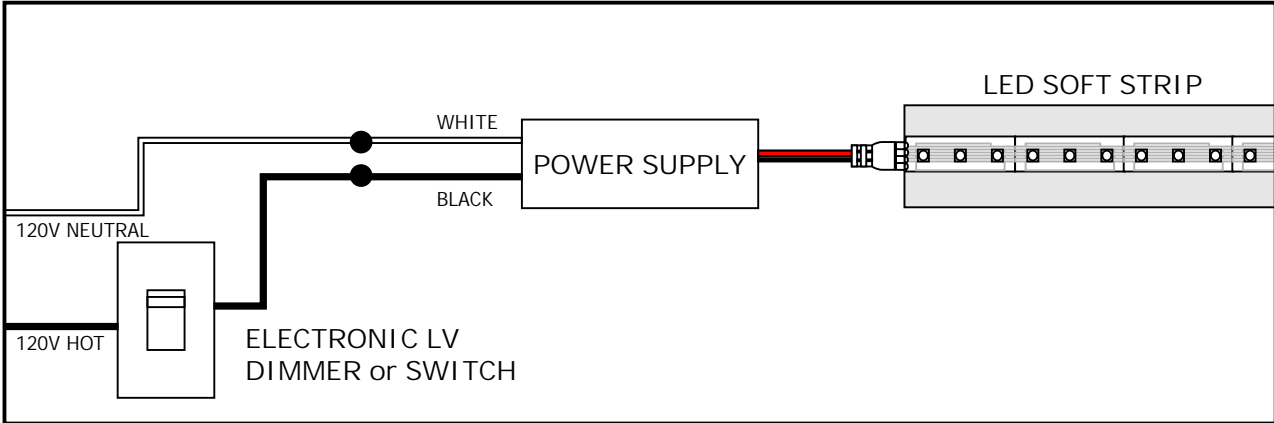 LED SOFT STRIP
WHITE
POWER SUPPLY
BLACK
120V NEUTRAL
120V HOT
ELECTRONIC LV
DIMMER or SWITCH